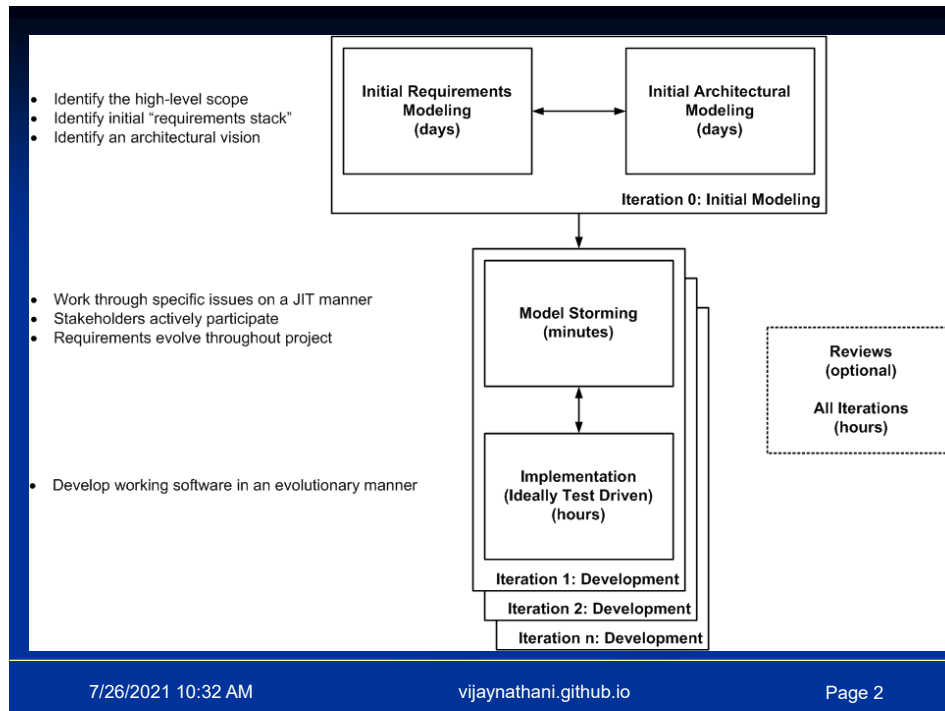 Initial Requirements
Modeling
(days)
Initial Architectural
Modeling
(days)
• Identify the high-level scope
• Identify initial “requirements stack”
• Identify an architectural vision
Iteration 0: Initial Modeling
• Work through specific issues on a JIT manner
• Stakeholders actively participate
• Requirements evolve throughout project
Model Storming
(minutes)
Reviews
(optional)
All Iterations
(hours)
• Develop working software in an evolutionary manner
Implementation
(Ideally Test Driven)
(hours)
Iteration 1: Development
Iteration 2: Development
Iteration n: Development
7/26/2021 10:32 AM
vijaynathani.github.io
Page 2